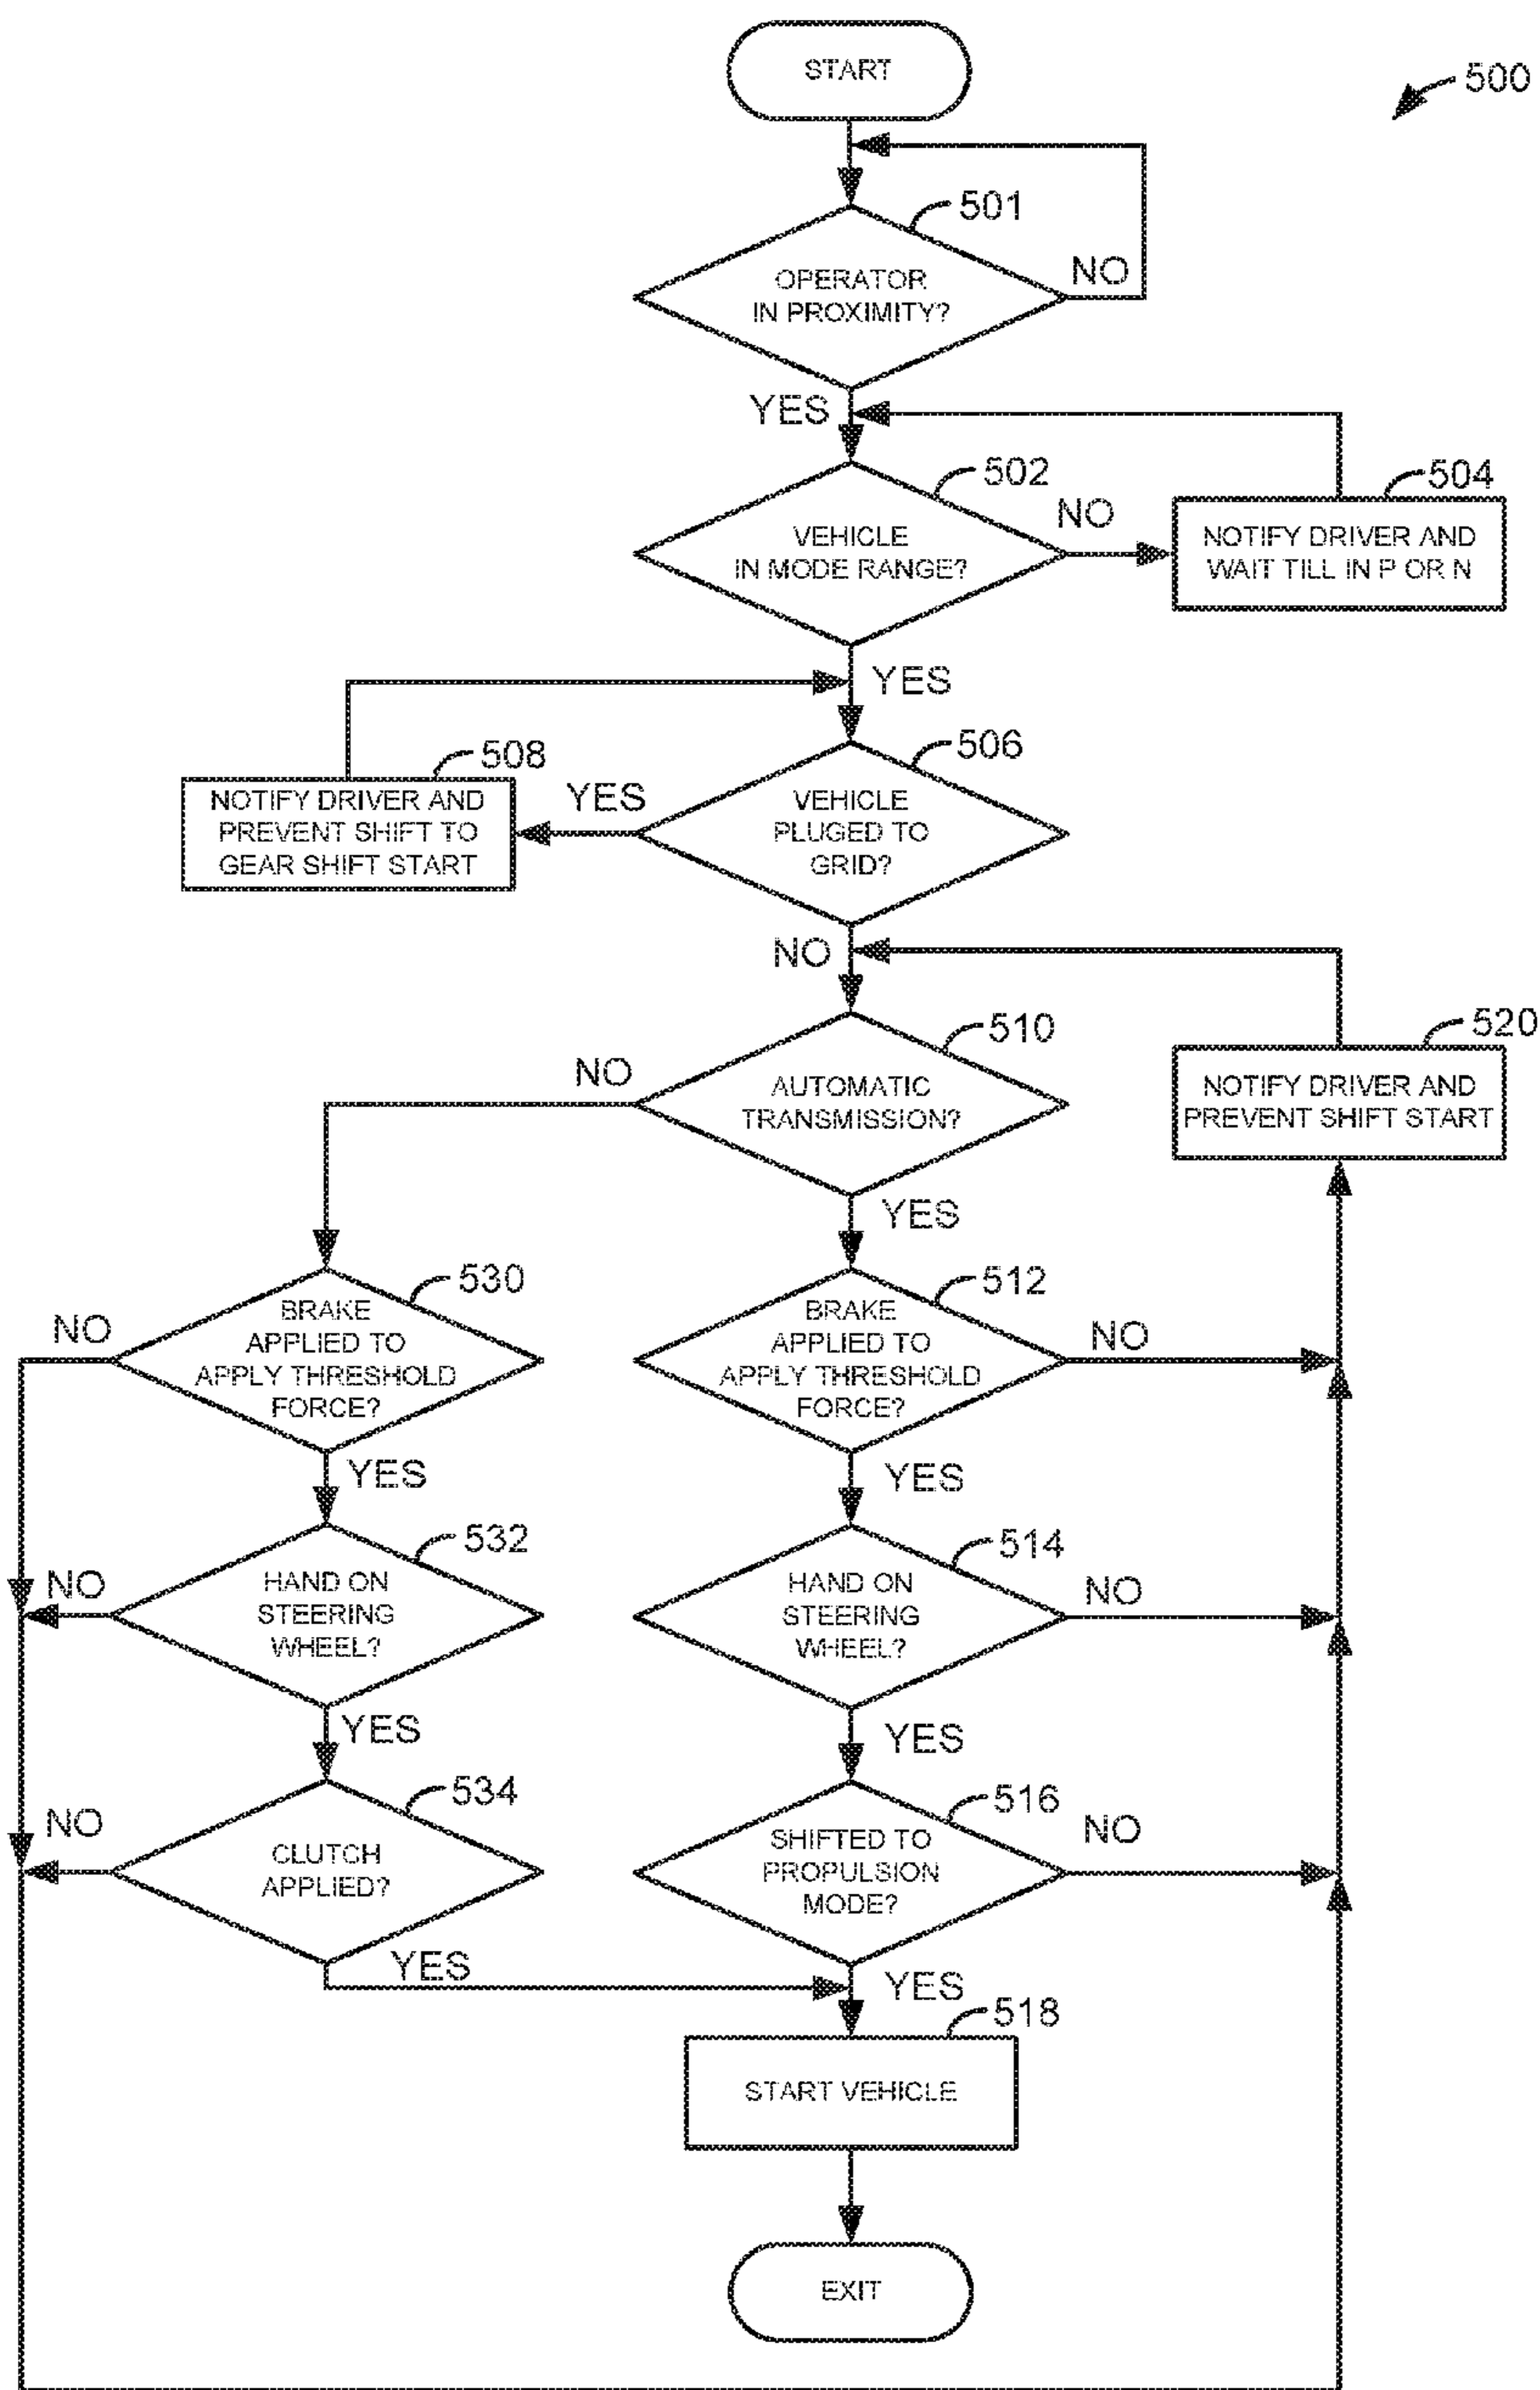 START
500
501
OPERATOR
IN PROXIMITY?
NO
YES
502
VEHICLE
IN MODE RANGE?
NO
504
NOTIFY DRIVER AND
WAIT TILL IN P OR N
YES
506
VEHICLE
PLUGED TO
GRID?
YES
508
NOTIFY DRIVER AND
PREVENT SHIFT TO
GEAR SHIFT START
NO
510
AUTOMATIC
TRANSMISSION?
NO
520
NOTIFY DRIVER AND
PREVENT SHIFT START
YES
530
BRAKE
APPLIED TO
APPLY THRESHOLD
FORCE?
NO
YES
512
BRAKE
APPLIED TO
APPLY THRESHOLD
FORCE?
NO
YES
532
HAND ON
STEERING
WHEEL?
NO
YES
514
HAND ON
STEERING
WHEEL?
NO
YES
534
CLUTCH
APPLIED?
NO
YES
516
SHIFTED TO
PROPULSION
MODE?
NO
YES
518
START VEHICLE
EXIT